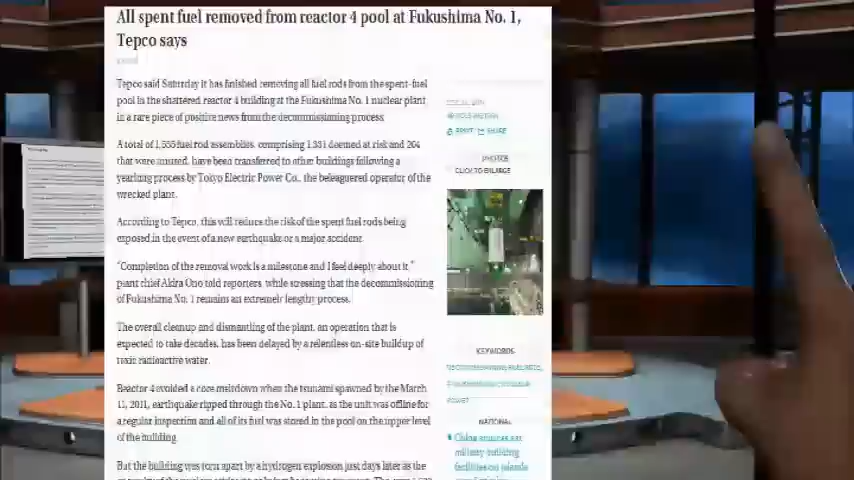 All spent fuel removed from reactor 4 pool at Fukushima No. 1,
Tepco says
Tepco said Saturday it has finished removing all fuel rods from the spent-fuel
pool in the shattered reactor 4 building at the Fukushima No. 1 nuclear plant
in a rare piece of positive news from the decommissioning process.
A total of 1,535 fuel rod assemblies, comprising 1,331 deemed at risk and 204
that were unused, have been transferred to other buildings following a
yearlong process by Tokyo Electric Power Co., the beleaguered operator of the
wrecked plant.
According to Tepco, this will reduce the risk of the spent fuel rods being
exposed in the event of a new earthquake or a major accident.
“Completion of the removal work is a milestone and I feel deeply about it,”
plant chief Akira Ono told reporters, while stressing that the decommissioning
of Fukushima No. 1 remains an extremely lengthy process.
The overall cleanup and dismantling of the plant, an operation that is
expected to take decades, has been delayed by a relentless on-site buildup of
toxic radioactive water.
Reactor 4 avoided a core meltdown when the tsunami spawned by the March
11, 2011, earthquake ripped through the No. 1 plant, as the unit was offline for
a regular inspection and all of its fuel was stored in the pool on the upper level
of the building.
But the building was torn apart by a hydrogen explosion just days later as the
PRINT SHARE
PHOTOS
CLICK TO ENLARGE
KEYWORDS
POWER
NATIONAL
China
military building
facilities on islands